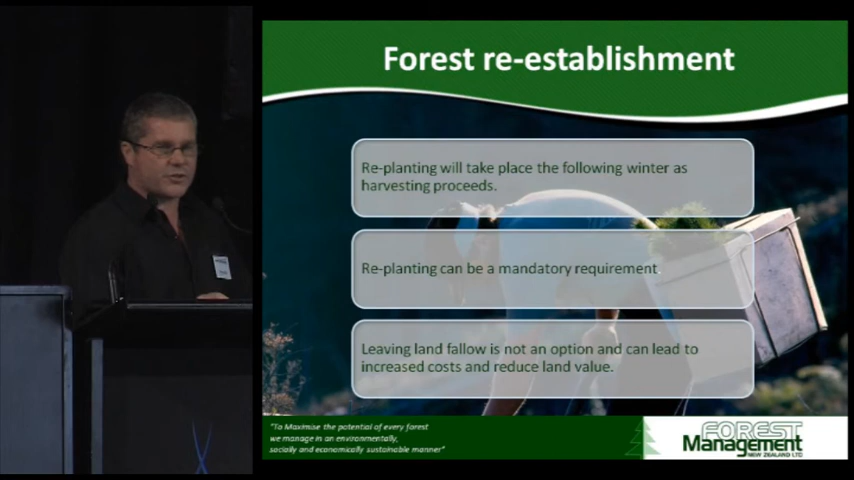 Forest re-establishment
Re-planting will take place the following winter as
harvesting proceeds.
Re-planting can be a mandatory requirement.
Leaving land fallow is not an option and can lead to
increased costs and reduce land value.
"To Maximise the potential of every forest
we manage in an environmentally,
socially and economically sustainable manner"
FOREST
Management
NEW ZEALAND LTD